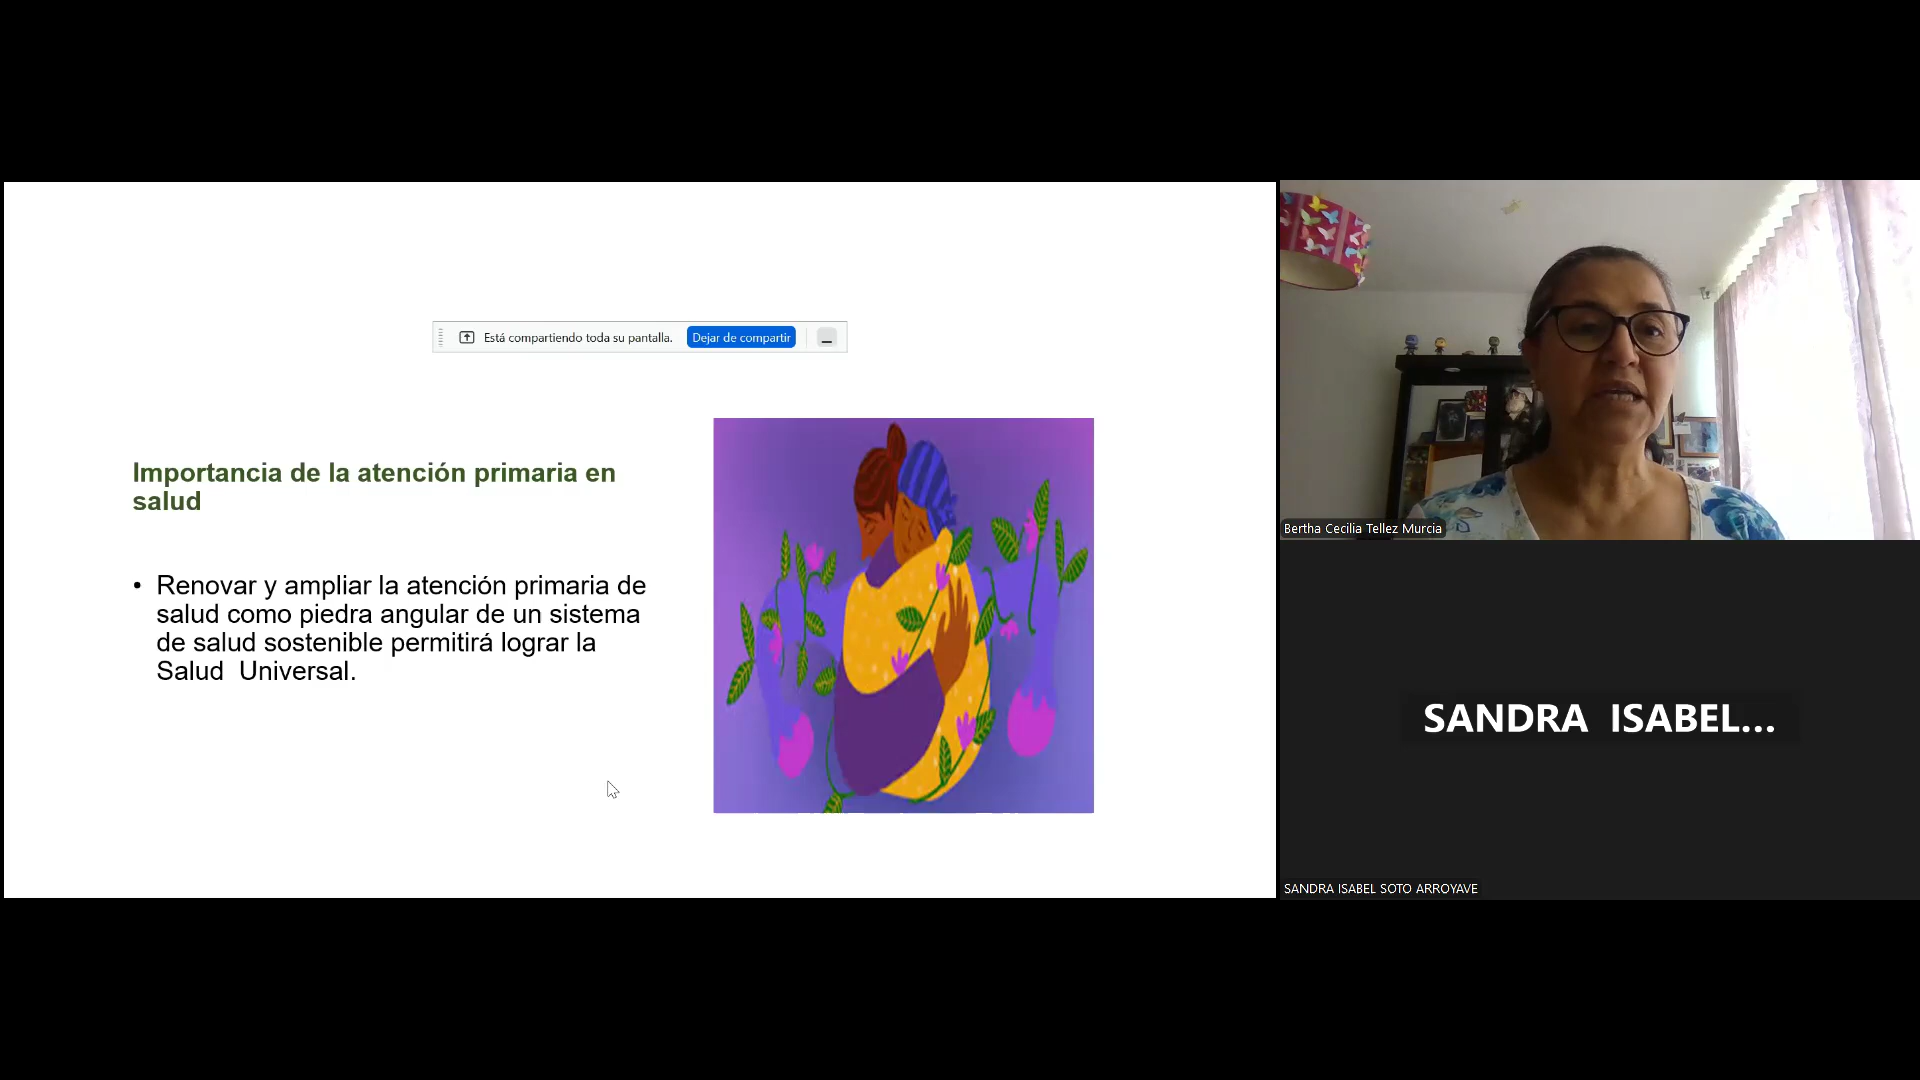 Está compartiendo toda su pantalla. Dejar de compartir
Importancia de la atención primaria en
salud
• Renovar y ampliar la atención primaria de
salud como piedra angular de un sistema
de salud sostenible permitirá lograr la
Salud  Universal.
Bertha Cecilia Tellez Murcia
SANDRA  ISABEL...
SANDRA ISABEL SOTO ARROYAVE